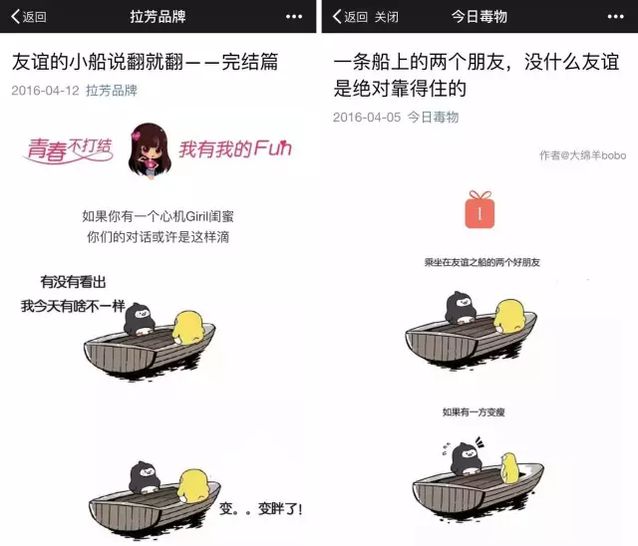 返回
拉芳品牌
友谊的小船说翻就翻——完结篇
2016-04-12 拉芳品牌
青春不打结
我有我的Fun
如果你有一个心机Giril闺蜜
你们的对话或许是这样滴
有没有看出
我今天有啥不一样
变。。变胖了!
返回 关闭
今日毒物
一条船上的两个朋友，没什么友谊
是绝对靠得住的
2016-04-05 今日毒物
作者@大绵羊bobo
1
乘坐在友谊之船的两个好朋友
如果有一方变瘦